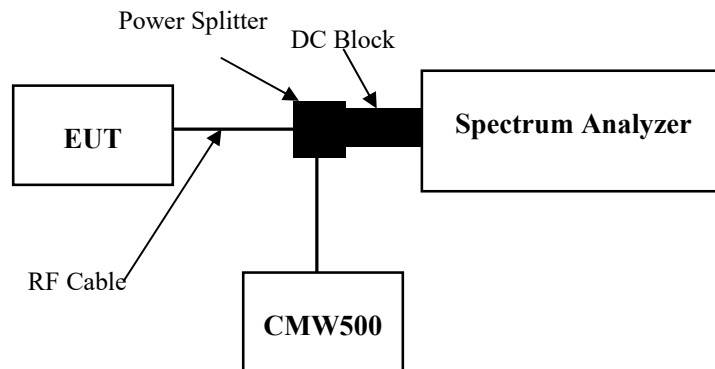 Power Splitter
DC Block
EUT
Spectrum Analyzer
RF Cable
CMW500